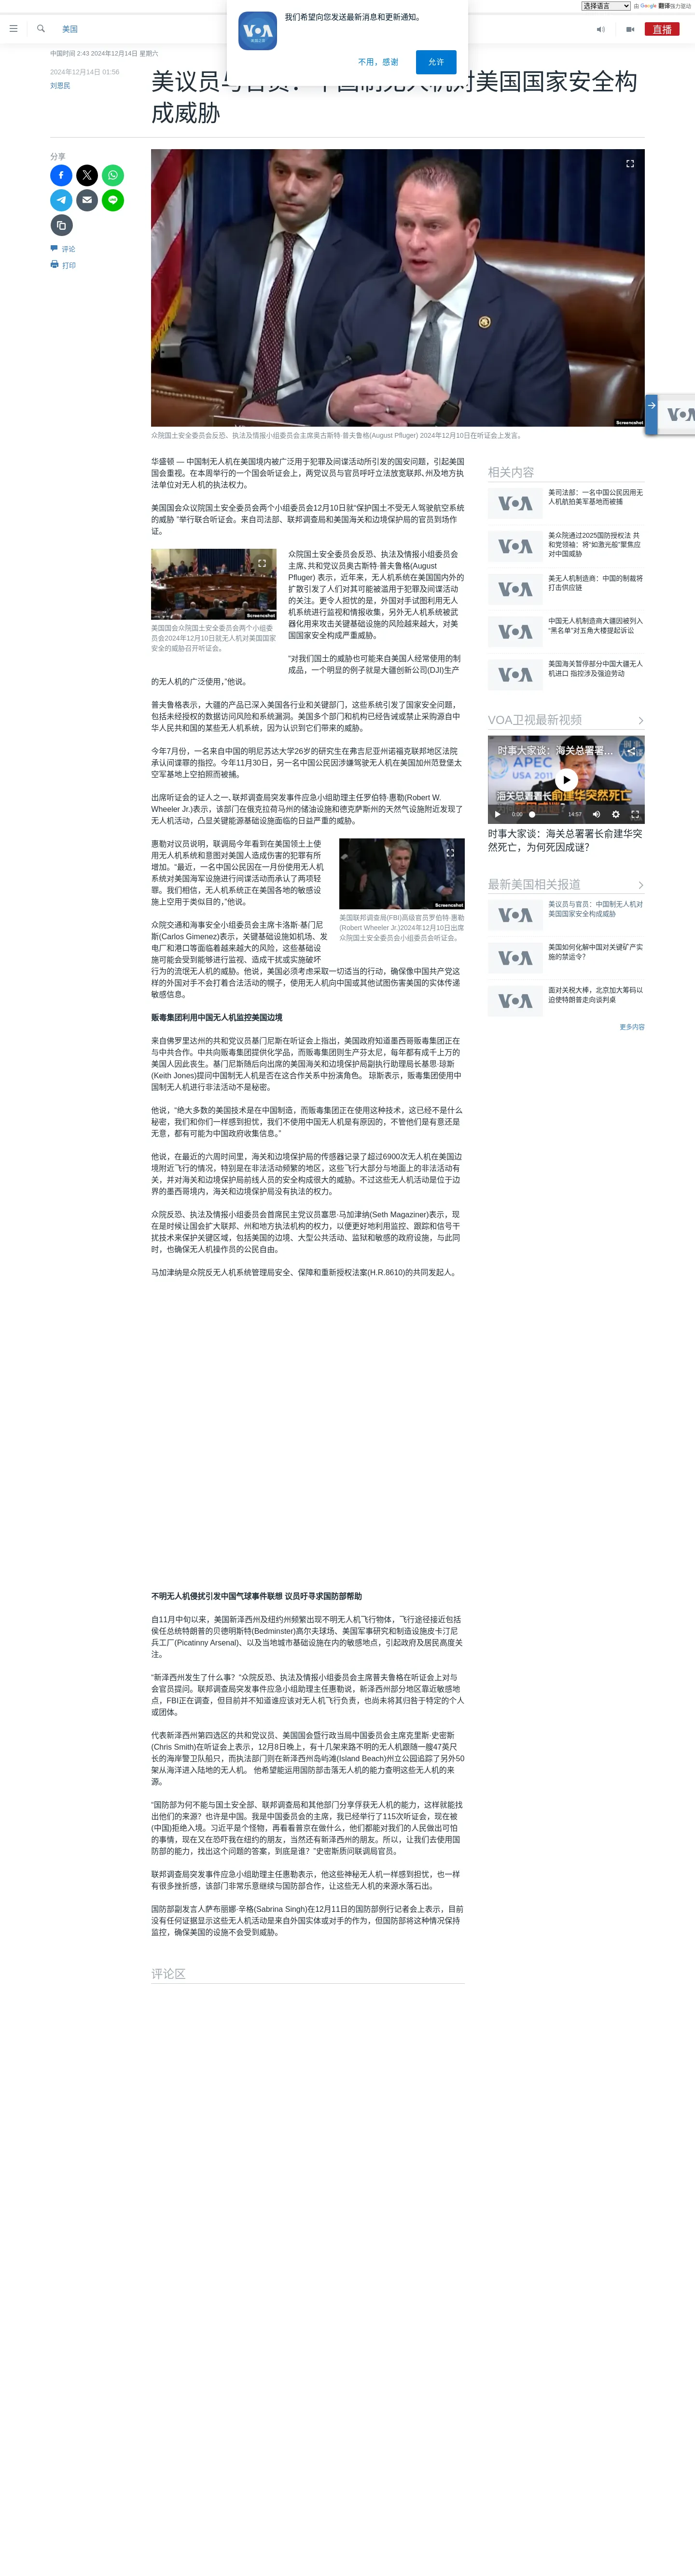 选择语言
由 Google 翻译强力驱动
美国
直播
我们希望向您发送最新消息和更新通知。
不用，感谢
允许
中国时间 2:43 2024年12月14日 星期六
2024年12月14日 01:56
刘恩民
成威胁
分享
评论
打印
Screenshot
众院国土安全委员会反恐、执法及情报小组委员会主席奥古斯特·普夫鲁格(August Pfluger) 2024年12月10日在听证会上发言。
华盛顿 — 中国制无人机在美国境内被广泛用于犯罪及间谍活动所引发的国安问题，引起美国
国会重视。在本周举行的一个国会听证会上，两党议员与官员呼吁立法放宽联邦､州及地方执
法单位对无人机的执法权力。
美国国会众议院国土安全委员会两个小组委员会12月10日就“保护国土不受无人驾驶航空系统
的威胁 ”举行联合听证会。来自司法部、联邦调查局和美国海关和边境保护局的官员到场作
证。
Screenshot
美国国会众院国土安全委员会两个小组委
员会2024年12月10日就无人机对美国国家
安全的威胁召开听证会。
众院国土安全委员会反恐、执法及情报小组委员会
主席､共和党议员奥古斯特·普夫鲁格(August
Pfluger) 表示，近年来，无人机系统在美国国内外的
扩散引发了人们对其可能被滥用于犯罪及间谍活动
的关注。更令人担忧的是，外国对手试图利用无人
机系统进行监视和情报收集，另外无人机系统被武
器化用来攻击关键基础设施的风险越来越大，对美
国国家安全构成严重威胁。
“对我们国土的威胁也可能来自美国人经常使用的制
成品，一个明显的例子就是大疆创新公司(DJI)生产
的无人机的广泛使用，”他说。
普夫鲁格表示，大疆的产品已深入美国各行业和关键部门，这些系统引发了国家安全问题，
包括未经授权的数据访问风险和系统漏洞。美国多个部门和机构已经告诫或禁止采购源自中
华人民共和国的某些无人机系统，因为认识到它们带来的威胁。
今年7月份，一名来自中国的明尼苏达大学26岁的研究生在弗吉尼亚州诺福克联邦地区法院
承认间谍罪的指控。今年11月30日，另一名中国公民因涉嫌驾驶无人机在美国加州范登堡太
空军基地上空拍照而被捕。
出席听证会的证人之一､联邦调查局突发事件应急小组助理主任罗伯特·惠勒(Robert W.
Wheeler Jr.)表示，该部门在俄克拉荷马州的储油设施和德克萨斯州的天然气设施附近发现了
无人机活动，凸显关键能源基础设施面临的日益严重的威胁。
Screenshot
美国联邦调查局(FBI)高级官员罗伯特·惠勒
(Robert Wheeler Jr.)2024年12月10日出席
众院国土安全委员会小组委员会听证会。
惠勒对议员说明，联调局今年看到在美国领土上使
用无人机系统和意图对美国人造成伤害的犯罪有所
增加。“最近，一名中国公民因在一月份使用无人机
系统对美国海军设施进行间谍活动而承认了两项轻
罪。我们相信，无人机系统正在美国各地的敏感设
施上空用于类似目的，”他说。
众院交通和海事安全小组委员会主席卡洛斯·基门尼
斯(Carlos Gimenez)表示，关键基础设施如机场、发
电厂和港口等面临着越来越大的风险，这些基础设
施可能会受到能够进行监视、造成干扰或实施破坏
行为的流氓无人机的威胁。他说，美国必须考虑采取一切适当的行动，确保像中国共产党这
样的外国对手不会打着合法活动的幌子，使用无人机向中国或其他试图伤害美国的实体传递
敏感信息。
贩毒集团利用中国无人机监控美国边境
来自佛罗里达州的共和党议员基门尼斯在听证会上指出，美国政府知道墨西哥贩毒集团正在
与中共合作。中共向贩毒集团提供化学品，而贩毒集团则生产芬太尼，每年都有成千上万的
美国人因此丧生。基门尼斯随后向出席的美国海关和边境保护局副执行助理局长基思·琼斯
(Keith Jones)提问中国制无人机是否在这合作关系中扮演角色。 琼斯表示，贩毒集团使用中
国制无人机进行非法活动不是秘密。
他说，“绝大多数的美国技术是在中国制造，而贩毒集团正在使用这种技术，这已经不是什么
秘密，我们和你们一样感到担忧，我们不使用中国无人机是有原因的，不管他们是有意还是
无意，都有可能为中国政府收集信息。”
他说，在最近的六周时间里，海关和边境保护局的传感器记录了超过6900次无人机在美国边
境附近飞行的情况，特别是在非法活动频繁的地区，这些飞行大部分与地面上的非法活动有
关，并对海关和边境保护局前线人员的安全构成很大的威胁。不过这些无人机活动是位于边
界的墨西哥境内，海关和边境保护局没有执法的权力。
众院反恐、执法及情报小组委员会首席民主党议员塞思·马加津纳(Seth Magaziner)表示，现
在是时候让国会扩大联邦、州和地方执法机构的权力，以便更好地利用监控、跟踪和信号干
扰技术来保护关键区域，包括美国的边境、大型公共活动、监狱和敏感的政府设施，与此同
时，也确保无人机操作员的公民自由。
马加津纳是众院反无人机系统管理局安全、保障和重新授权法案(H.R.8610)的共同发起人。
不明无人机侵扰引发中国气球事件联想 议员吁寻求国防部帮助
自11月中旬以来，美国新泽西州及纽约州频繁出现不明无人机飞行物体，飞行途径接近包括
侯任总统特朗普的贝德明斯特(Bedminster)高尔夫球场、美国军事研究和制造设施皮卡汀尼
兵工厂(Picatinny Arsenal)、以及当地城市基础设施在内的敏感地点，引起政府及居民高度关
注。
“新泽西州发生了什么事？“众院反恐、执法及情报小组委员会主席普夫鲁格在听证会上对与
会官员提问。联邦调查局突发事件应急小组助理主任惠勒说，新泽西州部分地区靠近敏感地
点，FBI正在调查，但目前并不知道谁应该对无人机飞行负责，也尚未将其归咎于特定的个人
或团体。
代表新泽西州第四选区的共和党议员、美国国会暨行政当局中国委员会主席克里斯·史密斯
(Chris Smith)在听证会上表示，12月8日晚上，有十几架来路不明的无人机跟随一艘47英尺
长的海岸警卫队船只，而执法部门则在新泽西州岛屿滩(Island Beach)州立公园追踪了另外50
架从海洋进入陆地的无人机。 他希望能运用国防部击落无人机的能力查明这些无人机的来
源。
“国防部为何不能与国土安全部、联邦调查局和其他部门分享俘获无人机的能力，这样就能找
出他们的来源？也许是中国。我是中国委员会的主席，我已经举行了115次听证会，现在被
(中国)拒绝入境。习近平是个怪物，再看看普京在做什么，他们都能对我们的人民做出可怕
的事情，现在又在恐吓我在纽约的朋友，当然还有新泽西州的朋友。所以，让我们去使用国
防部的能力，找出这个问题的答案，到底是谁？”史密斯质问联调局官员。
联邦调查局突发事件应急小组助理主任惠勒表示，他这些神秘无人机一样感到担忧，也一样
有很多挫折感，该部门非常乐意继续与国防部合作，让这些无人机的来源水落石出。
国防部副发言人萨布丽娜·辛格(Sabrina Singh)在12月11日的国防部例行记者会上表示，目前
没有任何证据显示这些无人机活动是来自外国实体或对手的作为，但国防部将这种情况保持
监控，确保美国的设施不会受到威胁。
评论区
相关内容
美司法部：一名中国公民因用无
人机航拍美军基地而被捕
美众院通过2025国防授权法 共
和党领袖：将“如激光般”聚焦应
对中国威胁
美无人机制造商：中国的制裁将
打击供应链
中国无人机制造商大疆因被列入
“黑名单”对五角大楼提起诉讼
美国海关暂停部分中国大疆无人
机进口 指控涉及强迫劳动
VOA卫视最新视频
时事大家谈：海关总署署...
APEC
USA 2011
海关总署署长俞建华突然死亡
0:00
14:57
时事大家谈：海关总署署长俞建华突
然死亡，为何死因成谜？
最新美国相关报道
美议员与官员：中国制无人机对
美国国家安全构成威胁
美国如何化解中国对关键矿产实
施的禁运令？
面对关税大棒，北京加大筹码以
迫使特朗普走向谈判桌
更多内容
VOA